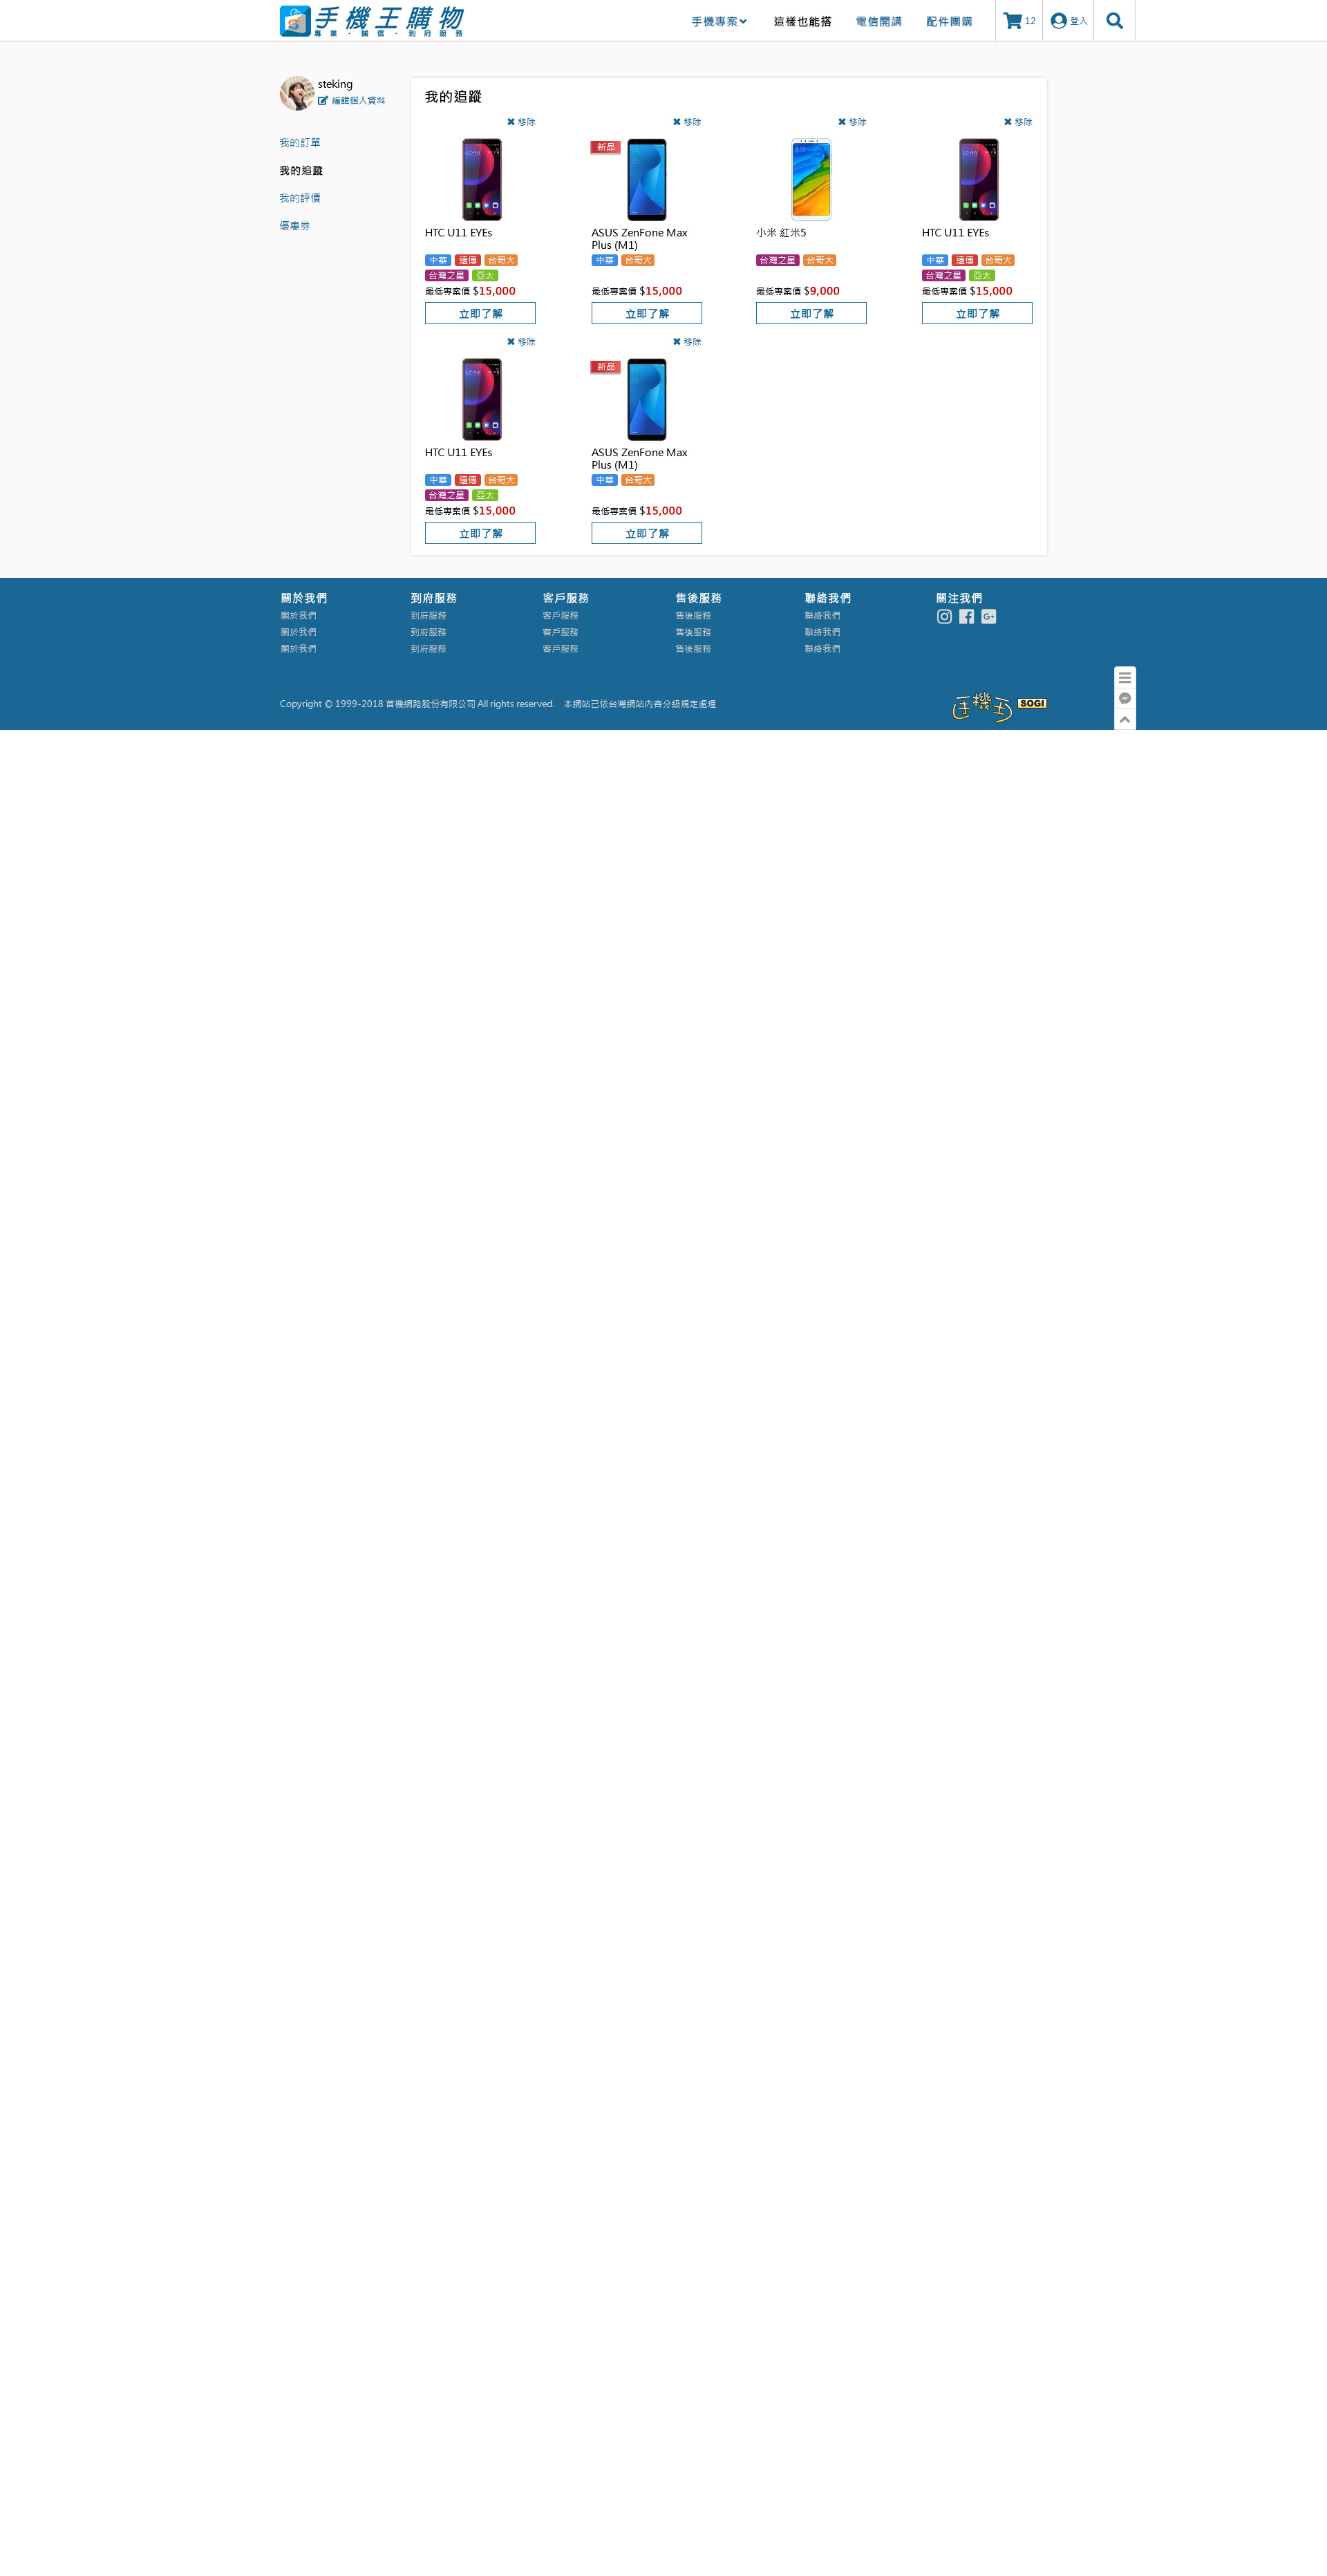 手機王購物
專業．誠信．到府服務
手機專案 這樣也能搭 電信開講 配件團購 12 登入
steking
編輯個人資料
我的訂單
我的追蹤
我的評價
優惠券
我的追蹤
移除 移除 移除 移除
新品
HTC U11 EYEs
中華 遠傳 台哥大
台灣之星 亞太
最低專案價 $15,000
立即了解
ASUS ZenFone Max
Plus (M1)
中華 台哥大
最低專案價 $15,000
立即了解
小米 紅米5
台灣之星 台哥大
最低專案價 $9,000
立即了解
HTC U11 EYEs
中華 遠傳 台哥大
台灣之星 亞太
最低專案價 $15,000
立即了解
移除 移除
新品
HTC U11 EYEs
中華 遠傳 台哥大
台灣之星 亞太
最低專案價 $15,000
立即了解
ASUS ZenFone Max
Plus (M1)
中華 台哥大
最低專案價 $15,000
立即了解
關於我們 到府服務 客戶服務 售後服務 聯絡我們 關注我們
關於我們 到府服務 客戶服務 售後服務 聯絡我們
關於我們 到府服務 客戶服務 售後服務 聯絡我們
關於我們 到府服務 客戶服務 售後服務 聯絡我們
Copyright © 1999-2018 首機網路股份有限公司 All rights reserved. 本網站已依台灣網站內容分級規定處理
手機王 SOGI